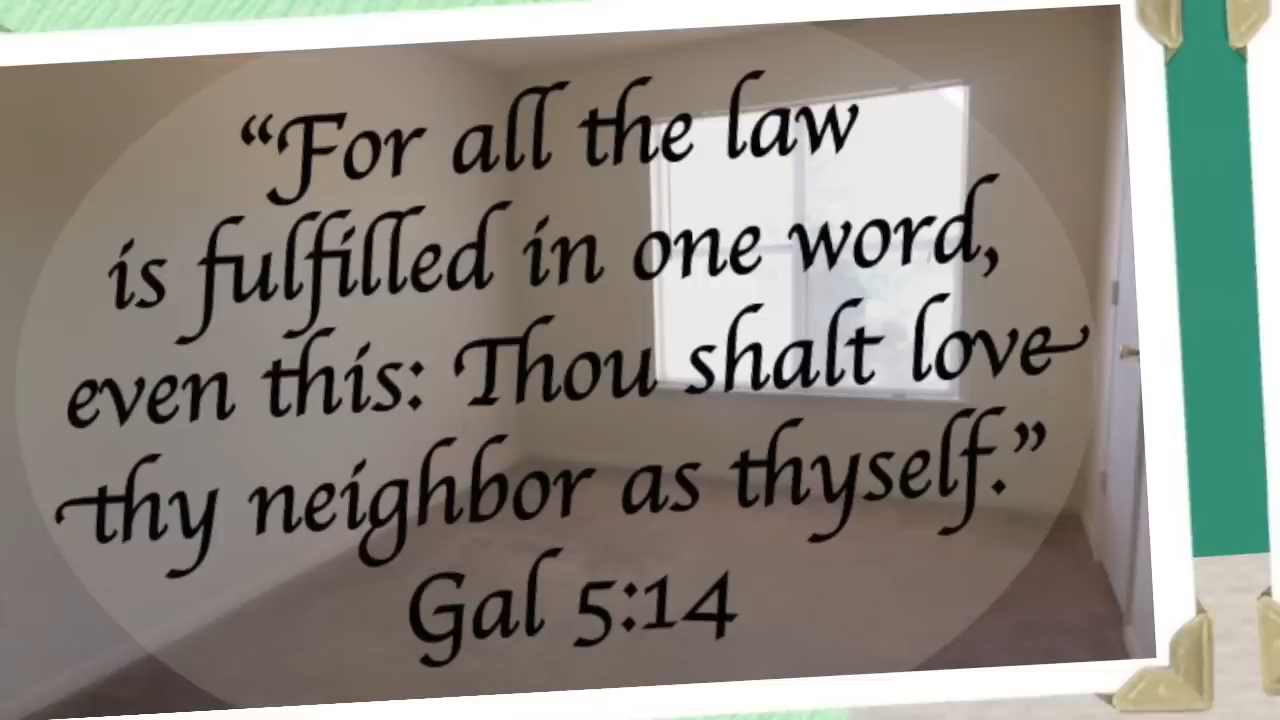 “For all the law
is fulfilled in one word,
even this: Thou shalt love
thy neighbor as thyself.”
Gal 5:14